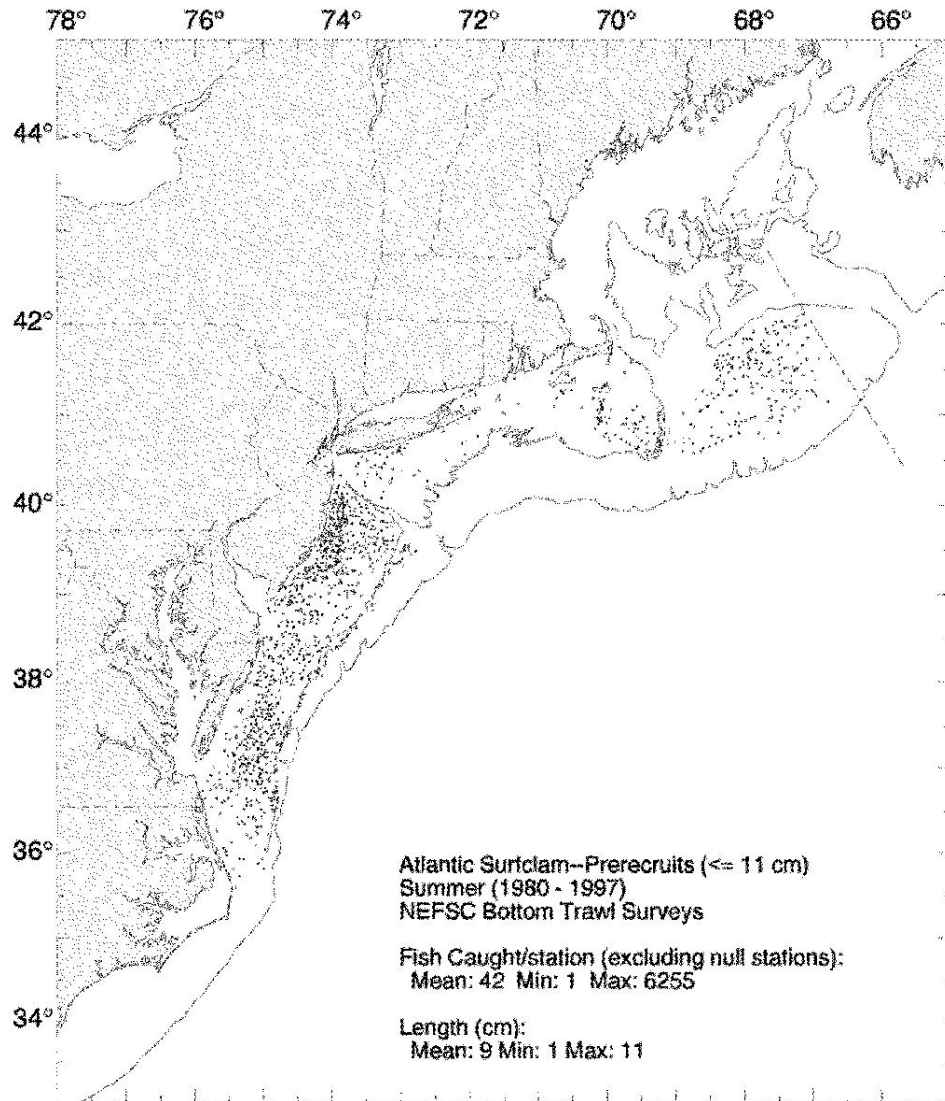 78° 76° 74° 72° 70° 68° 66°
44°
42°
40°
38°
36°
34°
Atlantic Surfclam--Prerecruits (<= 11 cm)
Summer (1980 - 1997)
NEFSC Bottom Trawl Surveys
Fish Caught/station (excluding null stations):
Mean: 42 Min: 1 Max: 6255
Length (cm):
Mean: 9 Min: 1 Max: 11